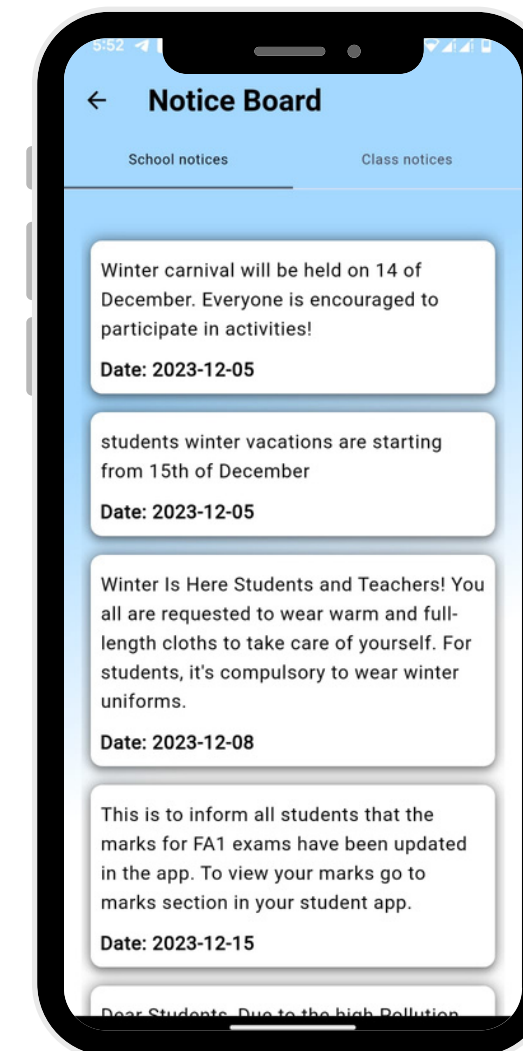 5:52
Notice Board
School notices
Class notices
Winter carnival will be held on 14 of
December. Everyone is encouraged to
participate in activities!
Date: 2023-12-05
students winter vacations are starting
from 15th of December
Date: 2023-12-05
Winter Is Here Students and Teachers! You
all are requested to wear warm and full-
length cloths to take care of yourself. For
students, it's compulsory to wear winter
uniforms.
Date: 2023-12-08
This is to inform all students that the
marks for FA1 exams have been updated
in the app. To view your marks go to
marks section in your student app.
Date: 2023-12-15
Dear Students, Due to the high Pollution